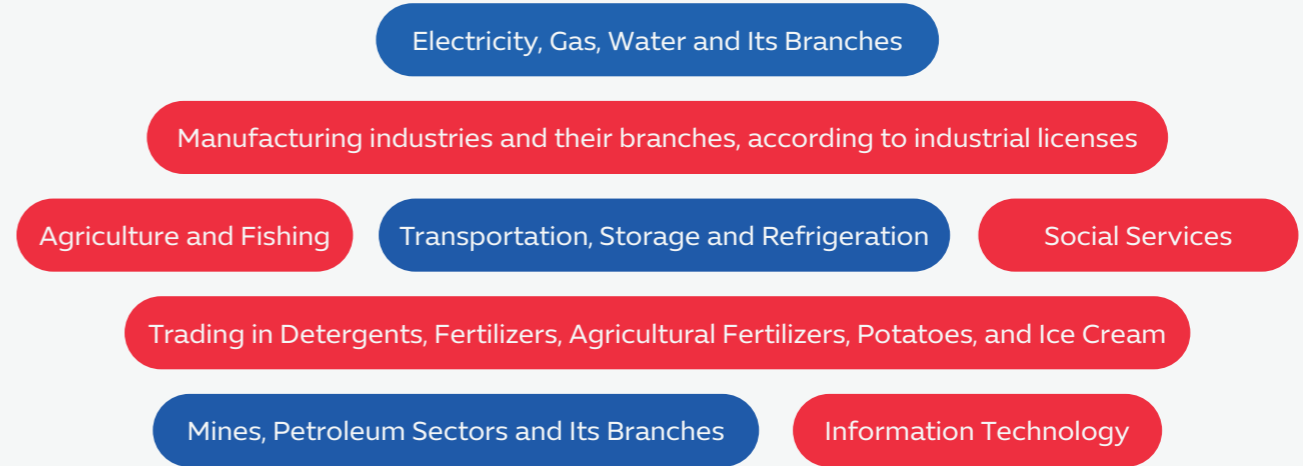 Electricity, Gas, Water and Its Branches
Manufacturing industries and their branches, according to industrial licenses
Agriculture and Fishing
Transportation, Storage and Refrigeration
Social Services
Trading in Detergents, Fertilizers, Agricultural Fertilizers, Potatoes, and Ice Cream
Mines, Petroleum Sectors and Its Branches
Information Technology